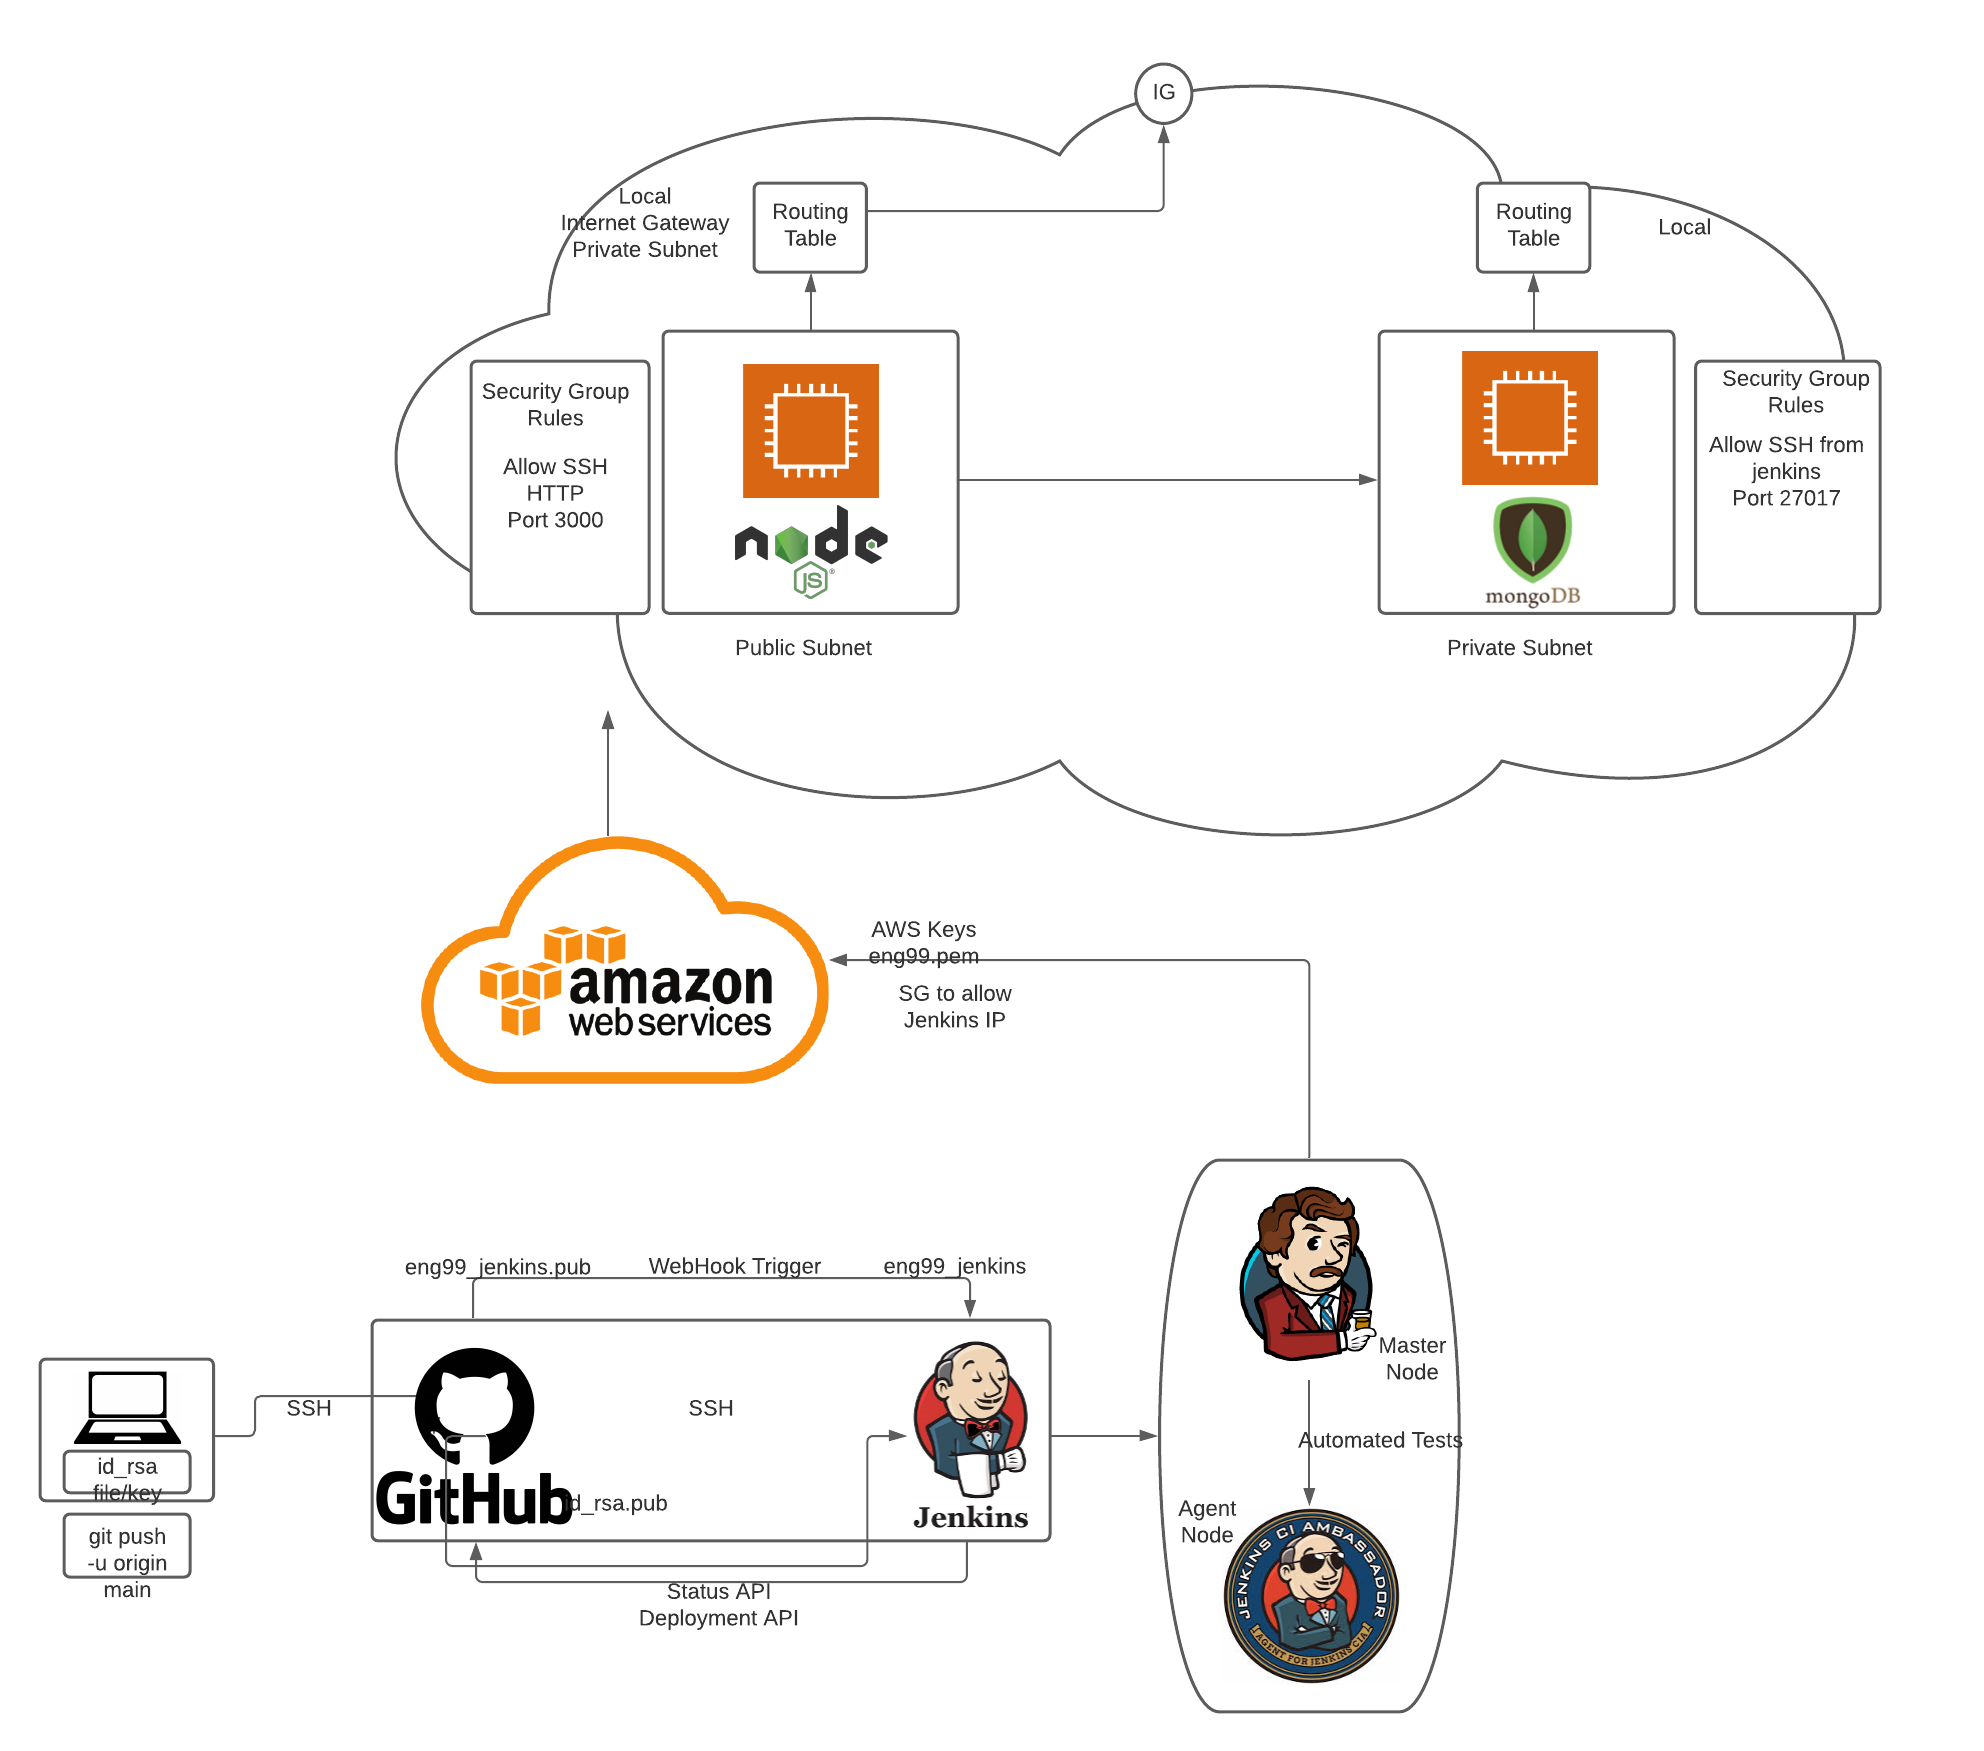 IG
Local
Internet Gateway
Private Subnet
Routing
Table
Routing
Table
Local
Security Group
Rules
Allow SSH
HTTP
Port 3000
node
JS
Public Subnet
mongoDB
Private Subnet
Security Group
Rules
Allow SSH from
jenkins
Port 27017
amazon
web services
AWS Keys
eng99.pem
SG to allow
Jenkins IP
eng99_jenkins.pub
WebHook Trigger
eng99_jenkins
SSH
id_rsa
file/key
git push
-u origin
main
GitHub
id_rsa.pub
SSH
Jenkins
Status API
Deployment API
Master
Node
Automated Tests
Agent
Node
JENKINS CI AMBASSADOR
AGENT FOR JENKINS CIA